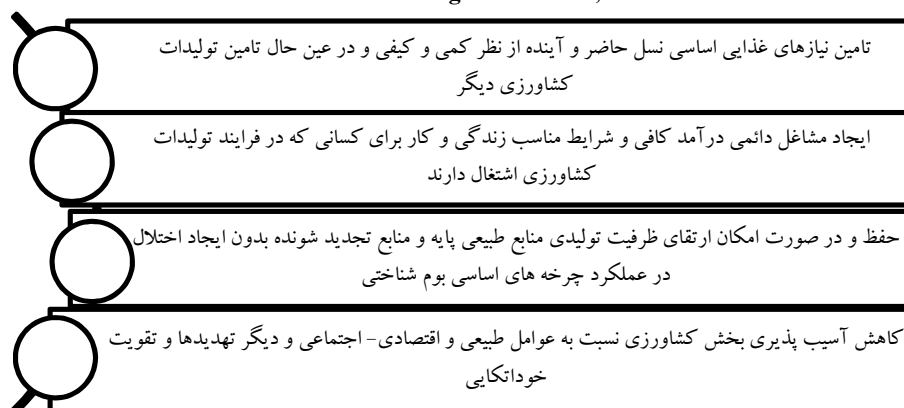 تامین نیازهای غذایی اساسی نسل حاضر و آینده از نظر کمی و کیفی و در عین حال تامین تولیدات
کشاورزی دیگر
ایجاد مشاغل دائمی درآمد کافی و شرایط مناسب زندگی و کار برای کسانی که در فرایند تولیدات
کشاورزی اشتغال دارند
حفظ و در صورت امکان ارتقای ظرفیت تولیدی منابع طبیعی پایه و منابع تجدید شونده بدون ایجاد اختلال
در عملکرد چرخه های اساسی بوم شناختی
کاهش آسیب پذیری بخش کشاورزی نسبت به عوامل طبیعی و اقتصادی- اجتماعی و دیگر تهدیدها و تقویت
خوداتکایی